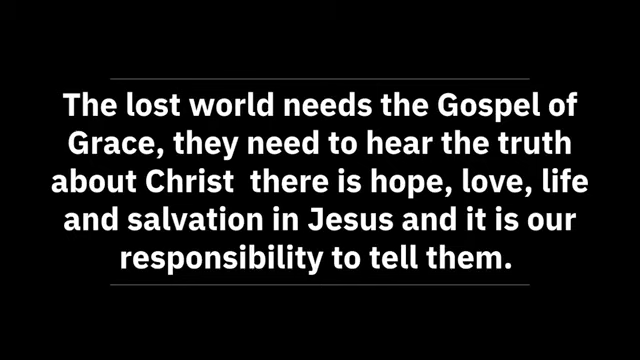 The lost world needs the Gospel of
Grace, they need to hear the truth
about Christ  there is hope, love, life
and salvation in Jesus and it is our
responsibility to tell them.